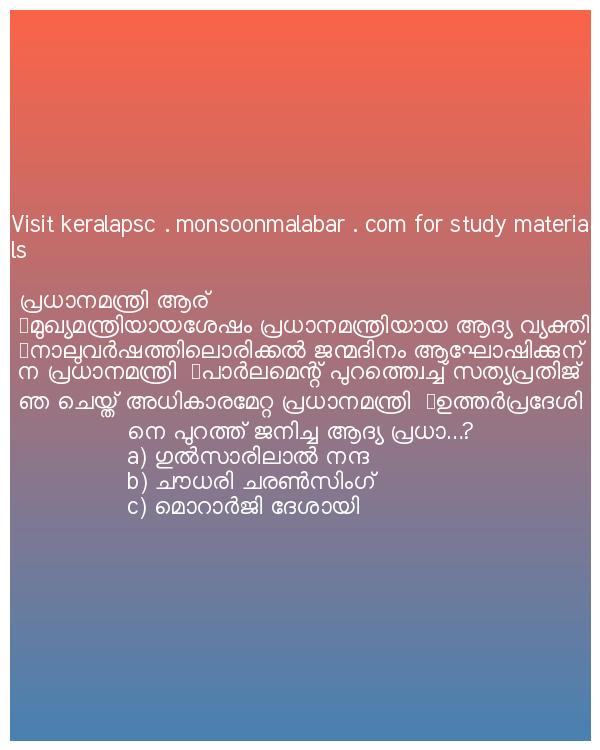 Visit keralapsc . monsoonmalabar . com for study materia
ls
പ്രധാനമന്ത്രി ആര്
മുഖ്യമന്ത്രിയായശേഷം പ്രധാനമന്ത്രിയായ ആദ്യ വ്യക്തി
നാലുവർഷത്തിലൊരിക്കൽ ജന്മദിനം ആഘോഷിക്കുന്
ന പ്രധാനമന്ത്രി പാർലമെന്റ് പുറത്ത്വെച്ച് സത്യപ്രതിജ്
ഞ ചെയ്ത് അധികാരമേറ്റ പ്രധാനമന്ത്രി ഉത്തർപ്രദേശി
നെ പുറത്ത് ജനിച്ച ആദ്യ പ്രധാ...?
a) ഗുൽസാരിലാൽ നന്ദ
b) ചൗധരി ചരൺസിംഗ്
c) മൊറാർജി ദേശായി